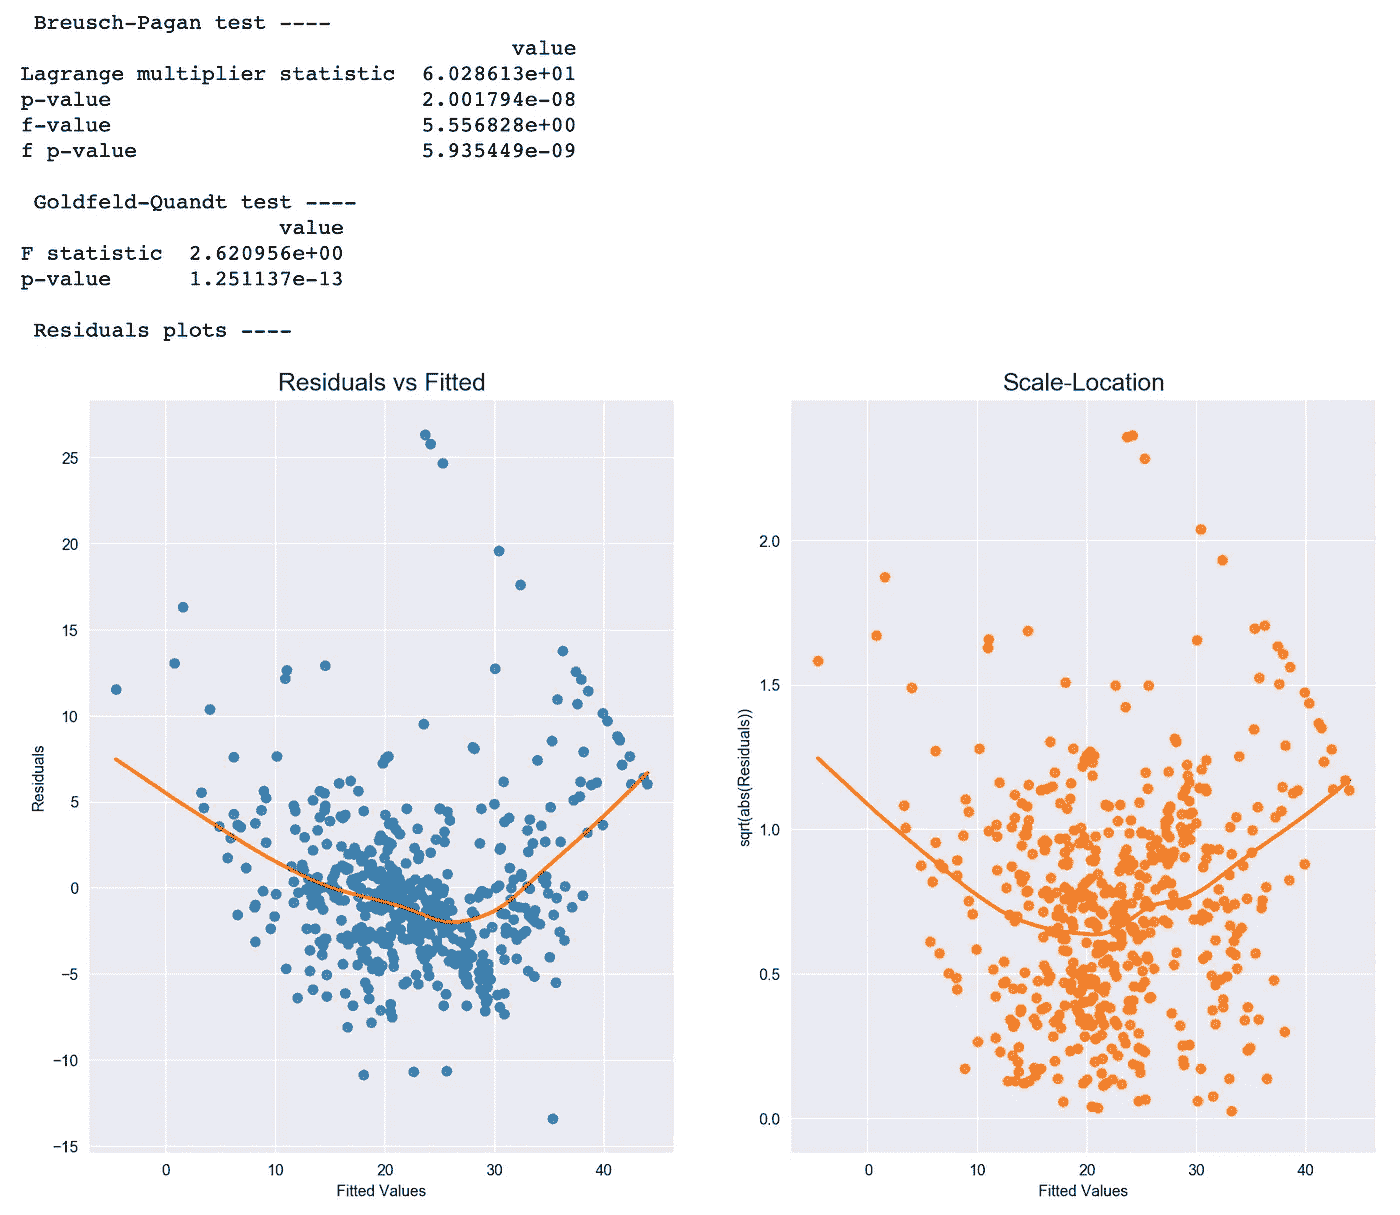 Breusch-Pagan test ----
value
Lagrange multiplier statistic 6.028613e+01
p-value 2.001794e-08
f-value 5.556828e+00
f p-value 5.935449e-09
Goldfeld-Quandt test ----
value
F statistic 2.620956e+00
p-value 1.251137e-13
Residuals plots ----
Residuals vs Fitted
25
20
15
10
5
0
−5
−10
−15
Residuals
0 10 20 30 40
Fitted Values
Scale-Location
2.0
1.5
1.0
0.5
0.0
sqrt(abs(Residuals))
0 10 20 30 40
Fitted Values